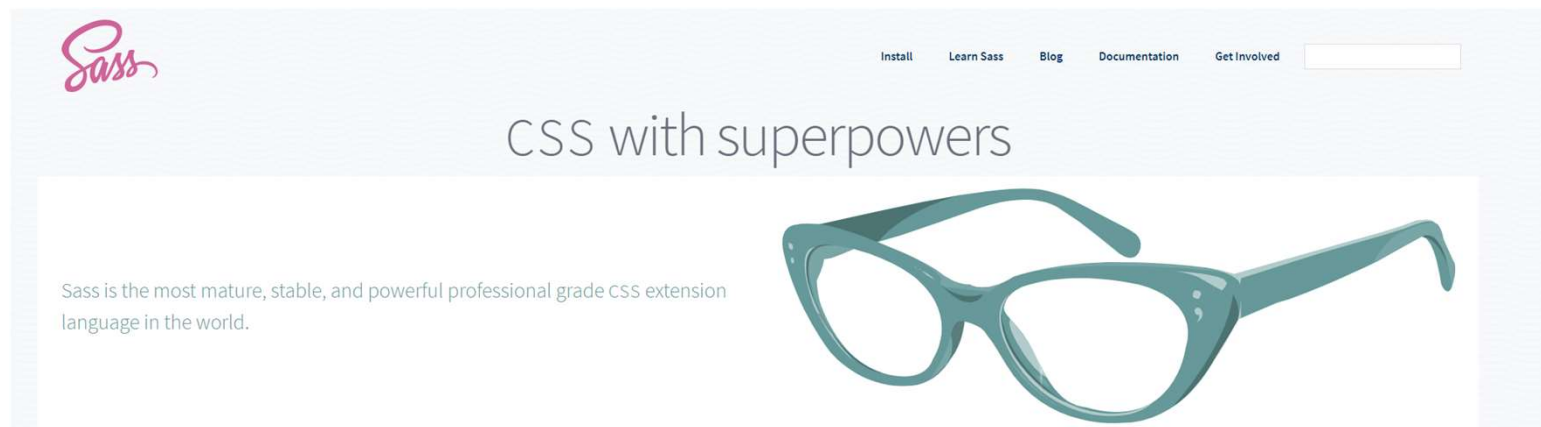 Sass
Install Learn Sass Blog Documentation Get Involved
CSS with superpowers
Sass is the most mature, stable, and powerful professional grade CSS extension
language in the world.